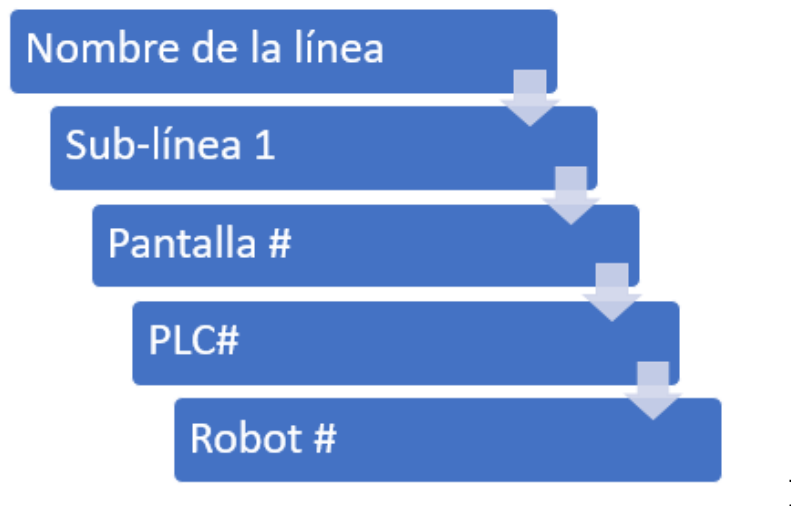 Nombre de la línea
Sub-línea 1
Pantalla #
PLC#
Robot #